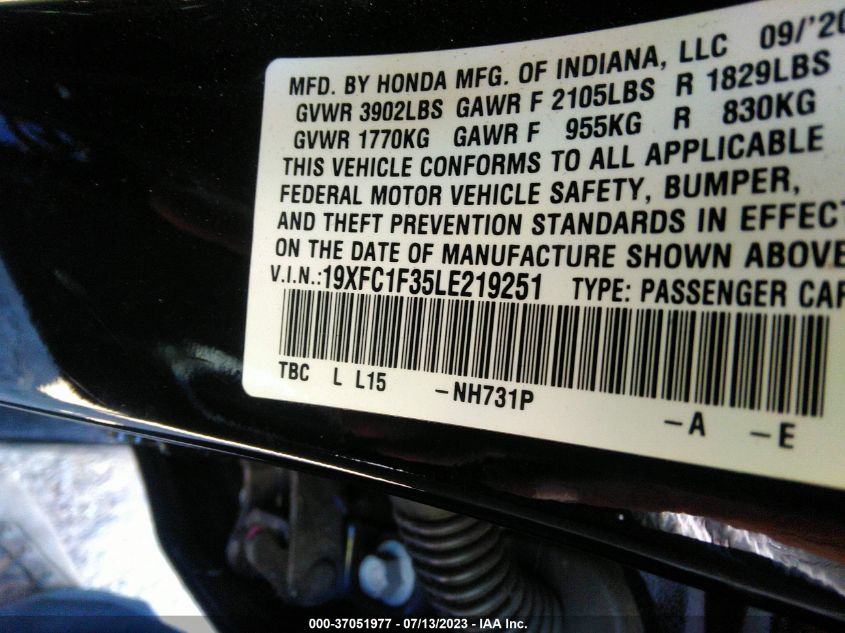 MFD. BY HONDA MFG. OF INDIANA, LLC 09/'20
GVWR 3902LBS GAWR F 2105LBS R 1829LBS
GVWR 1770KG GAWR F 955KG R 830KG
THIS VEHICLE CONFORMS TO ALL APPLICABLE
FEDERAL MOTOR VEHICLE SAFETY, BUMPER,
AND THEFT PREVENTION STANDARDS IN EFFECT
ON THE DATE OF MANUFACTURE SHOWN ABOVE
V.I.N.:19XFC1F35LE219251 TYPE: PASSENGER CAR
TBC L L15 -NH731P -A -E
000-37051977 - 07/13/2023 - IAA Inc.